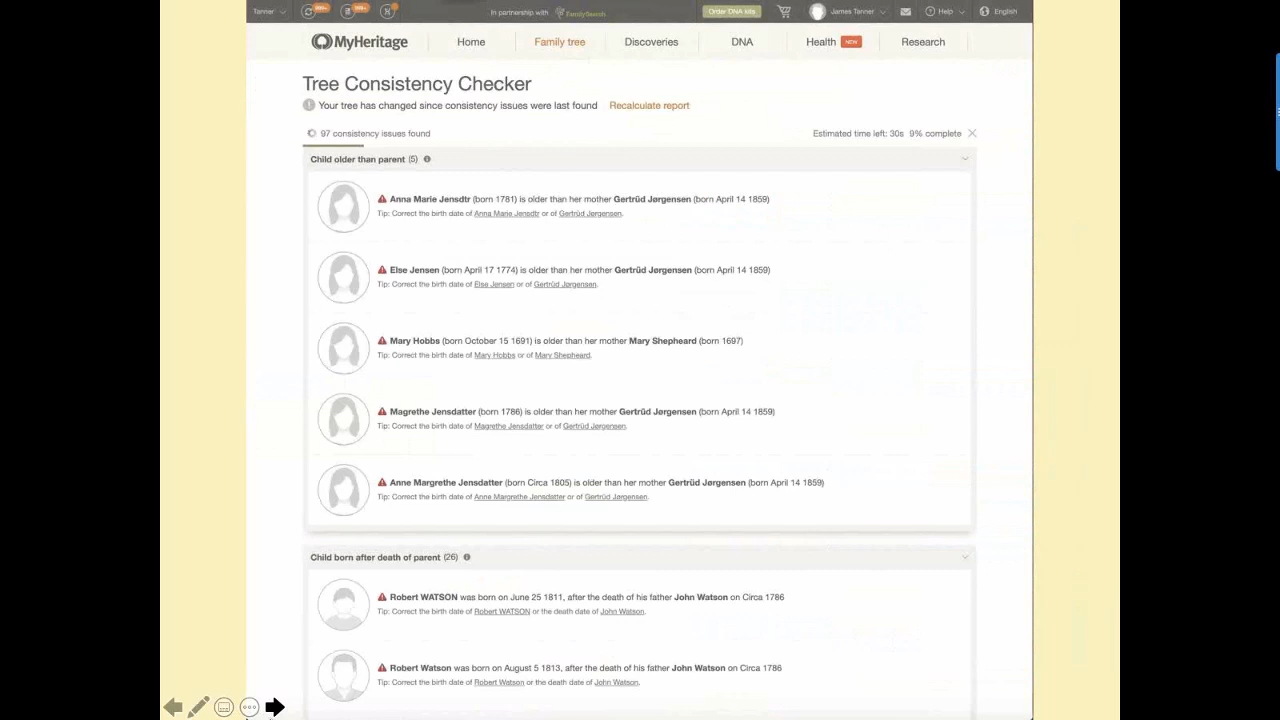 Tanner
999+
999+
In partnership with FamilySearch
Order DNA kits
James Tanner
Help
English
MyHeritage
Home
Family tree
Discoveries
DNA
Health NEW
Research
Tree Consistency Checker
Your tree has changed since consistency issues were last found Recalculate report
97 consistency issues found
Estimated time left: 30s 9% complete
Child older than parent (5)
Anna Marie Jensdtr (born 1781) is older than her mother Gertrüd Jørgensen (born April 14 1859)
Tip: Correct the birth date of Anna Marie Jensdtr or of Gertrüd Jørgensen.
Else Jensen (born April 17 1774) is older than her mother Gertrüd Jørgensen (born April 14 1859)
Tip: Correct the birth date of Else Jensen or of Gertrüd Jørgensen.
Mary Hobbs (born October 15 1691) is older than her mother Mary Shepheard (born 1697)
Tip: Correct the birth date of Mary Hobbs or of Mary Shepheard.
Magrethe Jensdatter (born 1786) is older than her mother Gertrüd Jørgensen (born April 14 1859)
Tip: Correct the birth date of Magrethe Jensdatter or of Gertrüd Jørgensen.
Anne Margrethe Jensdatter (born Circa 1805) is older than her mother Gertrüd Jørgensen (born April 14 1859)
Tip: Correct the birth date of Anne Margrethe Jensdatter or of Gertrüd Jørgensen.
Child born after death of parent (26)
Robert WATSON was born on June 25 1811, after the death of his father John Watson on Circa 1786
Tip: Correct the birth date of Robert WATSON or the death date of John Watson.
Robert Watson was born on August 5 1813, after the death of his father John Watson on Circa 1786
Tip: Correct the birth date of Robert Watson or the death date of John Watson.